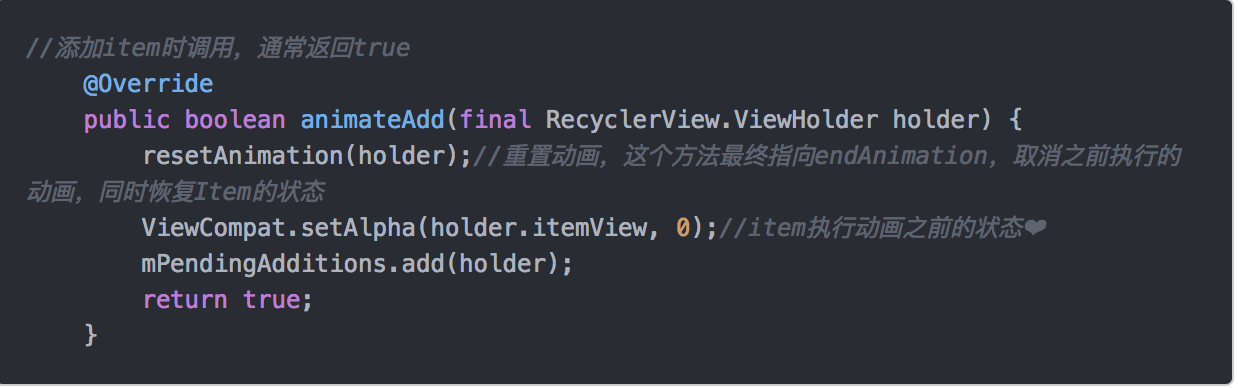 //添加item时调用，通常返回true
@Override
public boolean animateAdd(final RecyclerView.ViewHolder holder) {
resetAnimation(holder);//重置动画，这个方法最终指向endAnimation，取消之前执行的
动画，同时恢复Item的状态
ViewCompat.setAlpha(holder.itemView, 0);//item执行动画之前的状态❤
mPendingAdditions.add(holder);
return true;
}